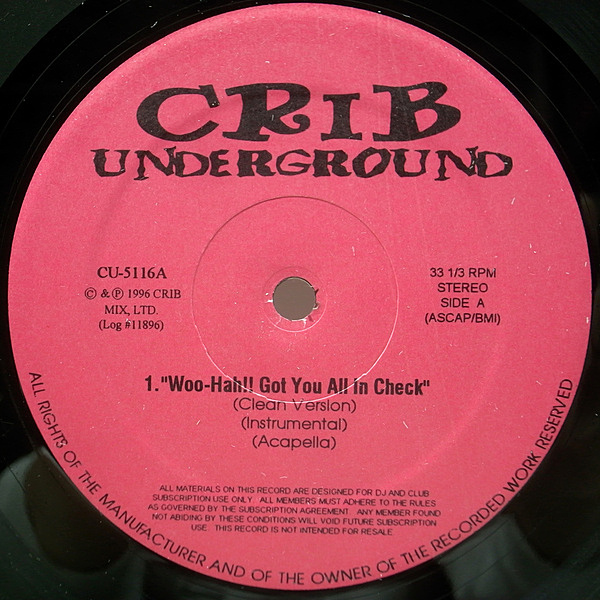 CRIB
UNDERGROUND
CU-5116A
© & ℗ 1996 CRIB
MIX, LTD.
(Log #11896)
33 1/3 RPM
STEREO
SIDE A
(ASCAP/BMI)
1."Woo-Hah!! Got You All In Check"
(Clean Version)
(Instrumental)
(Acapella)
ALL MATERIALS ON THIS RECORD ARE DESIGNED FOR DJ AND CLUB
SUBSCRIPTION USE ONLY. ALL MEMBERS MUST ADHERE TO THE RULES
AS GOVERNED BY THE SUBSCRIPTION AGREEMENT. ANY MEMBER FOUND
NOT ABIDING BY THESE CONDITIONS WILL VOID FUTURE SUBSCRIPTION
USE. THIS RECORD IS NOT INTENDED FOR RESALE.
ALL RIGHTS OF THE MANUFACTURER AND OF THE OWNER OF THE RECORDED WORK RESERVED